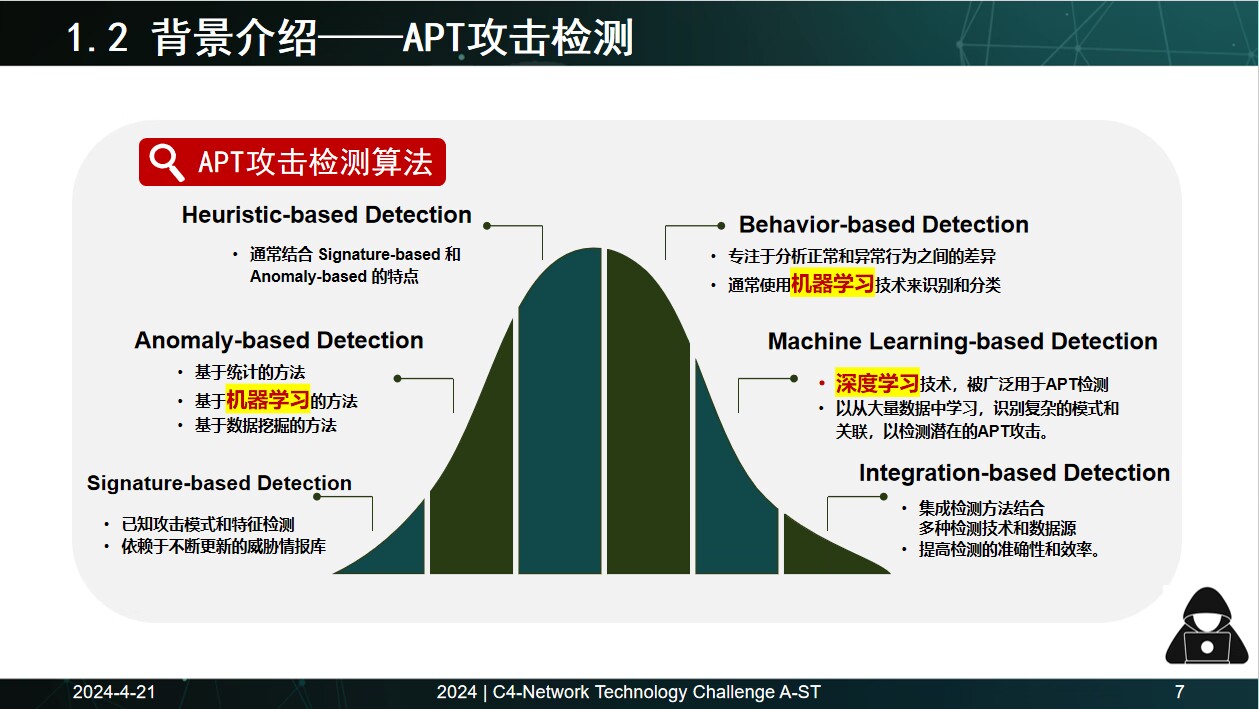 1.2 背景介绍——APT攻击检测
APT攻击检测算法
Heuristic-based Detection
• 通常结合 Signature-based 和
Anomaly-based 的特点
Anomaly-based Detection
• 基于统计的方法
• 基于机器学习的方法
• 基于数据挖掘的方法
Signature-based Detection
• 已知攻击模式和特征检测
• 依赖于不断更新的威胁情报库
Behavior-based Detection
• 专注于分析正常和异常行为之间的差异
• 通常使用机器学习技术来识别和分类
Machine Learning-based Detection
• 深度学习技术，被广泛用于APT检测
• 以从大量数据中学习，识别复杂的模式和
关联，以检测潜在的APT攻击。
Integration-based Detection
• 集成检测方法结合
多种检测技术和数据源
• 提高检测的准确性和效率。
2024-4-21
2024 | C4-Network Technology Challenge A-ST
7